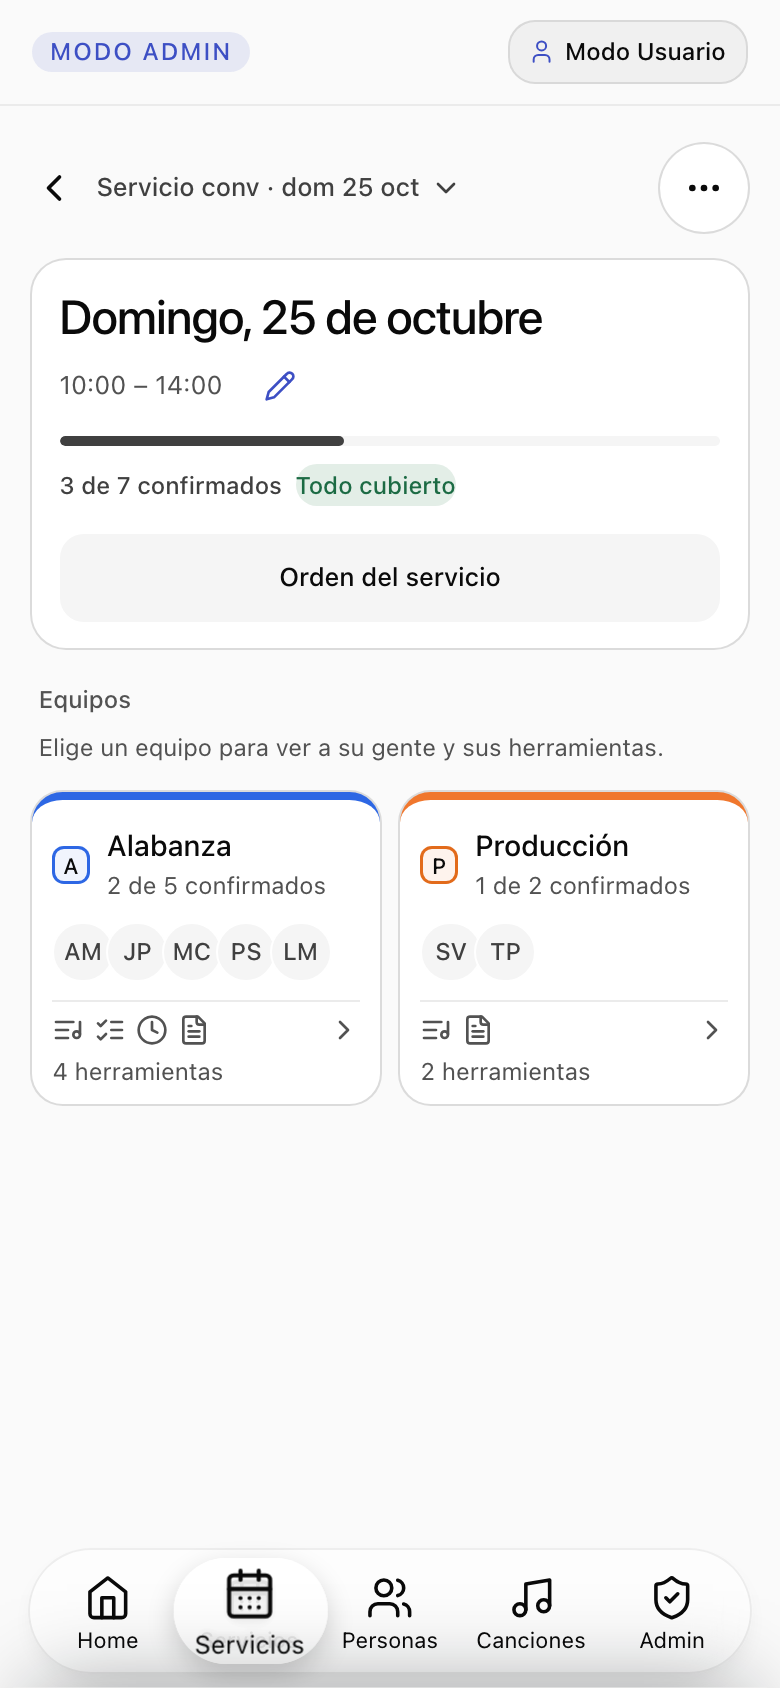 MODO ADMIN
Modo Usuario
Servicio conv · dom 25 oct
Domingo, 25 de octubre
10:00 – 14:00
3 de 7 confirmados
Todo cubierto
Orden del servicio
Equipos
Elige un equipo para ver a su gente y sus herramientas.
A
Alabanza
2 de 5 confirmados
AM JP MC PS LM
4 herramientas
P
Producción
1 de 2 confirmados
SV TP
2 herramientas
Home
Servicios
Personas
Canciones
Admin